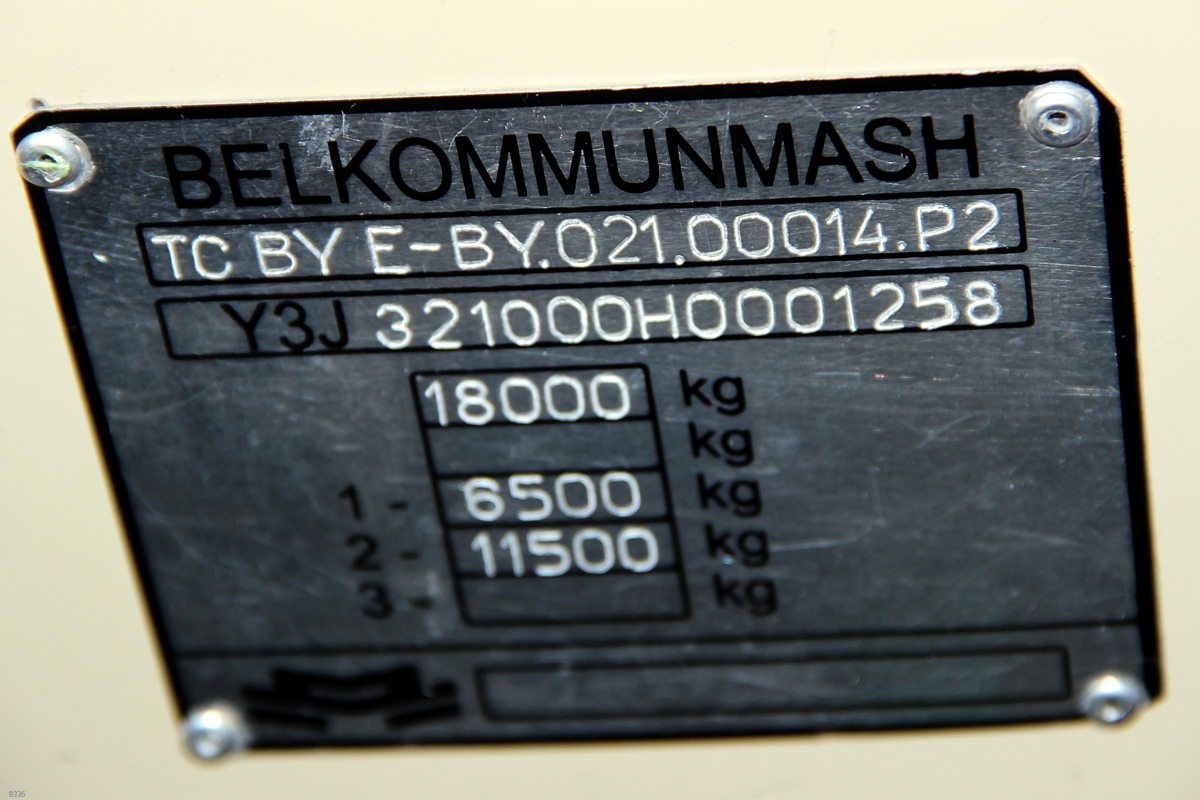 BELKOMMUNMASH
TC BY E-BY.021.00014.P2
Y3J 321000H0001258
18000 kg
kg
1 - 6500 kg
2 - 11500 kg
3 - kg
8336